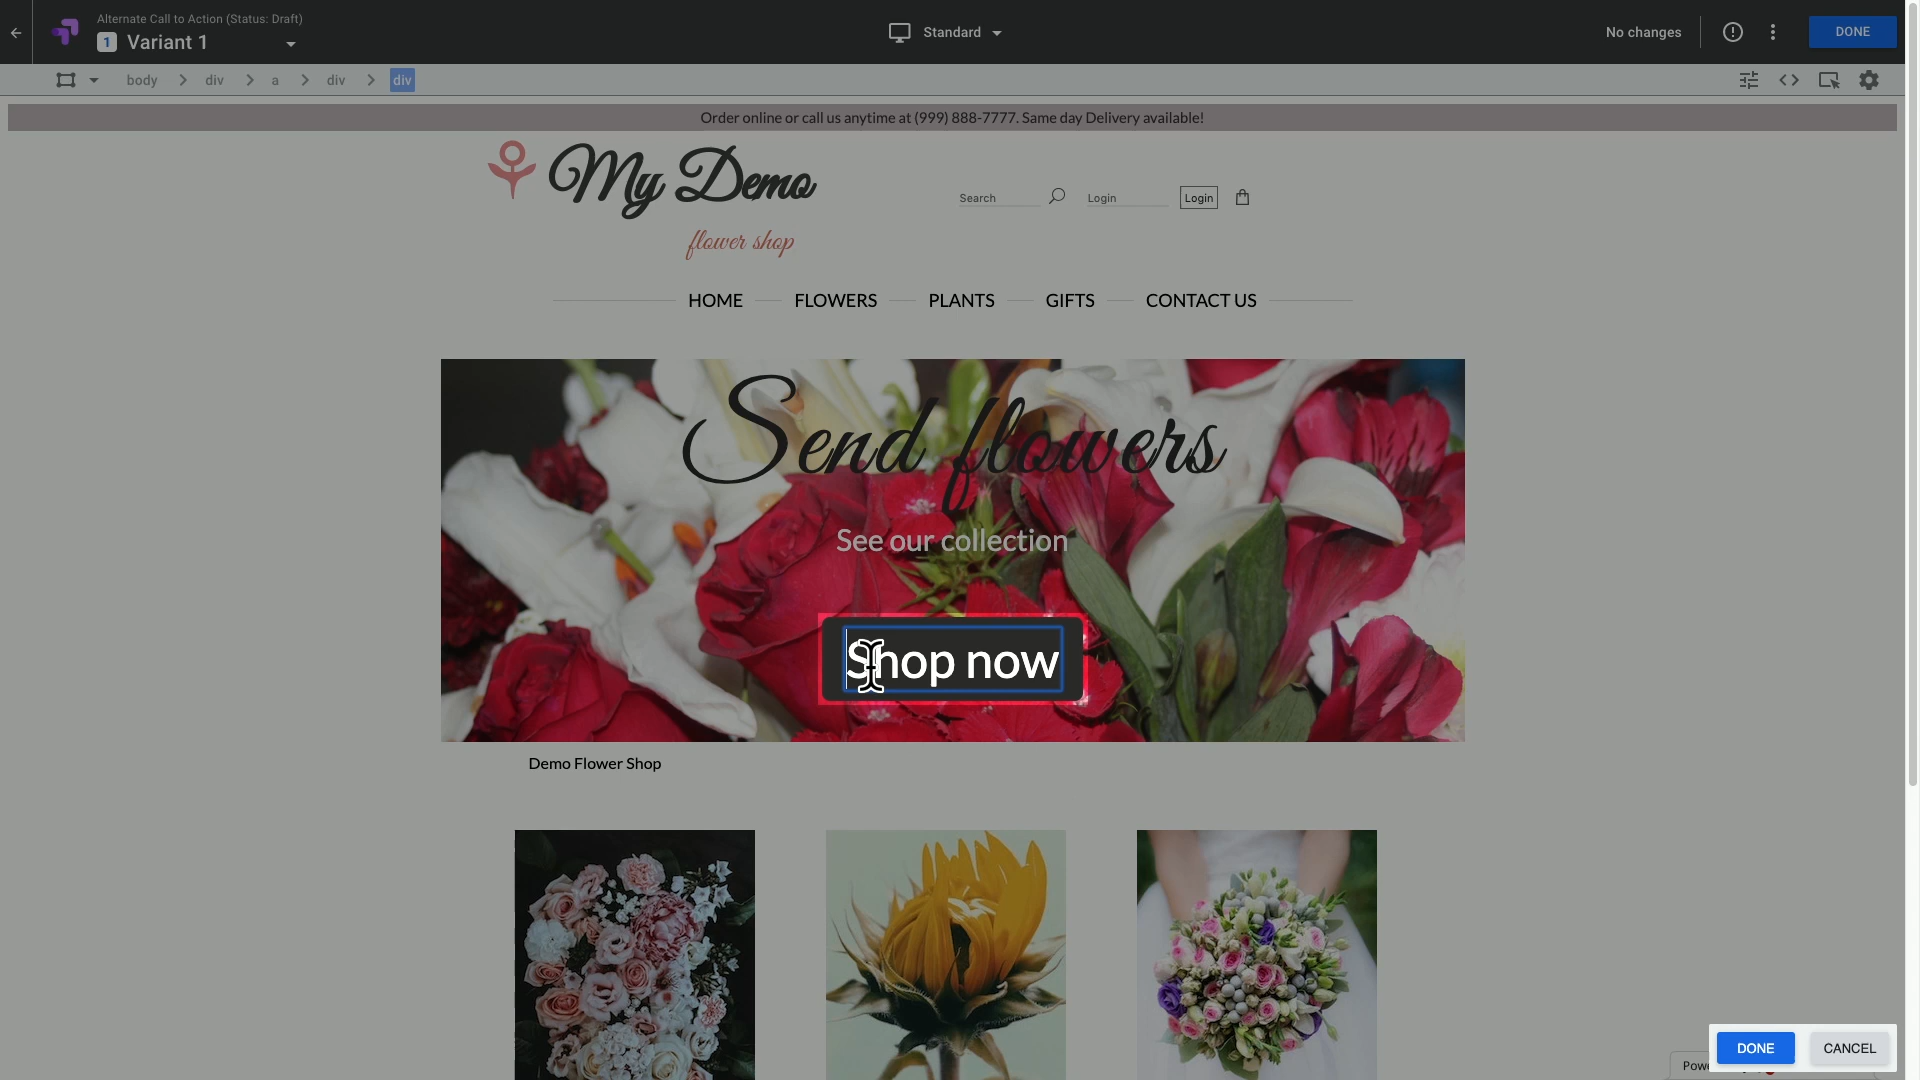 Alternate Call to Action (Status: Draft)
1 Variant 1
Standard
No changes
DONE
body > div > a > div > div
Order online or call us anytime at (999) 888-7777. Same day Delivery available!
My Demo
flower shop
Search
Login
Login
HOME
FLOWERS
PLANTS
GIFTS
CONTACT US
Send flowers
See our collection
Shop now
Demo Flower Shop
DONE
CANCEL